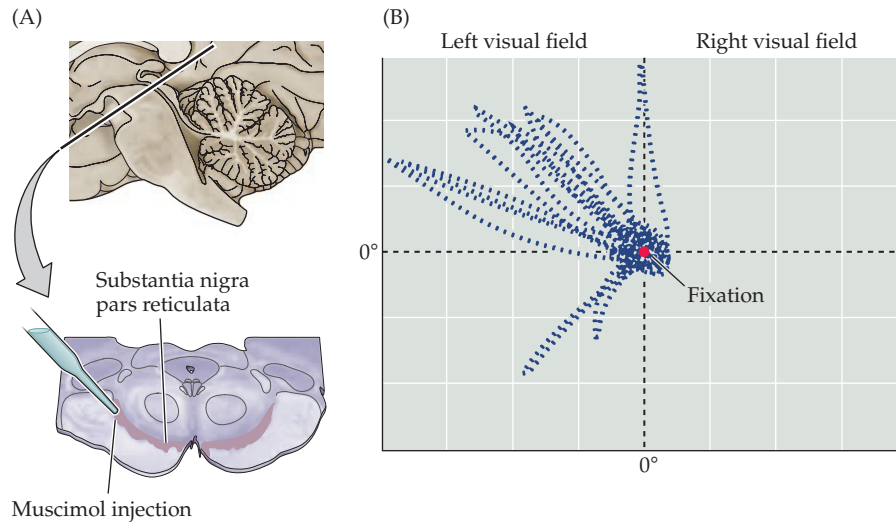 (A)
Substantia nigra
pars reticulata
Muscimol injection
(B)
Left visual field
Right visual field
0°
Fixation
0°